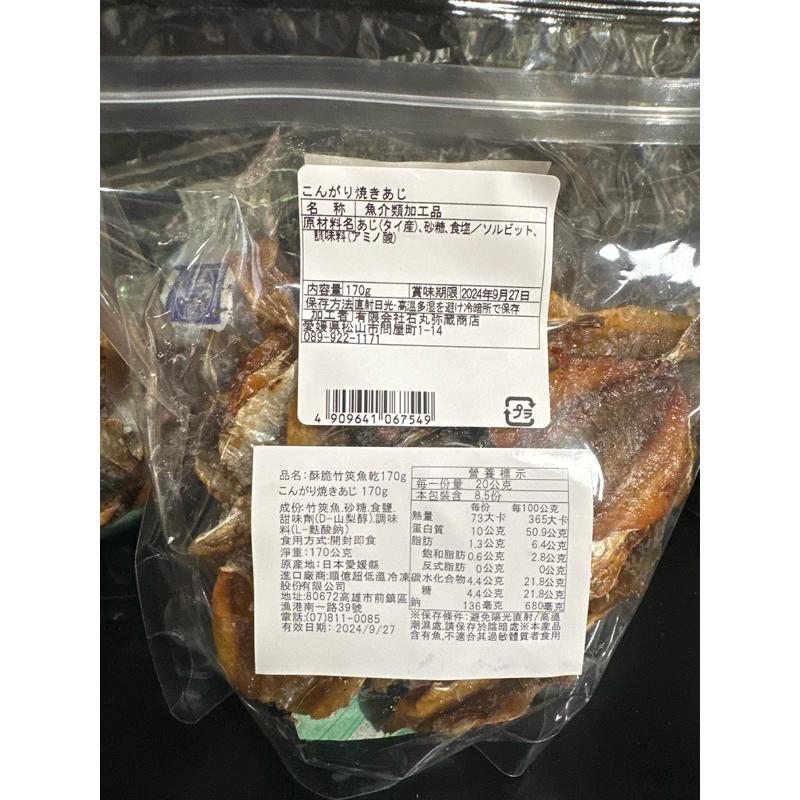 こんがり焼きあじ
名 称 魚介類加工品
原材料名 あじ(タイ産)、砂糖、食塩／ソルビット、
調味料(アミノ酸)
内容量 170g 賞味期限 2024年9月27日
保存方法 直射日光・高温多湿を避け冷暗所で保存
加工者 有限会社石丸弥蔵商店
愛媛県松山市問屋町1-14
089-922-1171
4 909641 067549
プラ
品名:酥脆竹筴魚乾170g
こんがり焼きあじ 170g
成份:竹筴魚.砂糖.食鹽.
甜味劑(D-山梨醇).調味
料(L-麩酸鈉)
食用方式:開封即食
淨重:170公克
原產地:日本愛媛縣
進口廠商:順億超低溫冷凍
股份有限公司
地址:80672高雄市前鎮區
漁港南一路39號
電話:(07)811-0085
有效日期: 2024/9/27
營養標示
每一份量 20公克
本包裝含 8.5份
每份 每100公克
熱量 73大卡 365大卡
蛋白質 10公克 50.9公克
脂肪 1.3公克 6.4公克
飽和脂肪 0.6公克 2.8公克
反式脂肪 0公克 0公克
碳水化合物 4.4公克 21.8公克
糖 4.4公克 21.8公克
鈉 136毫克 680毫克
※保存條件:避免陽光直射/高溫
潮濕處,請保存於陰暗處※本產品
含有魚,不適合其過敏體質者食用